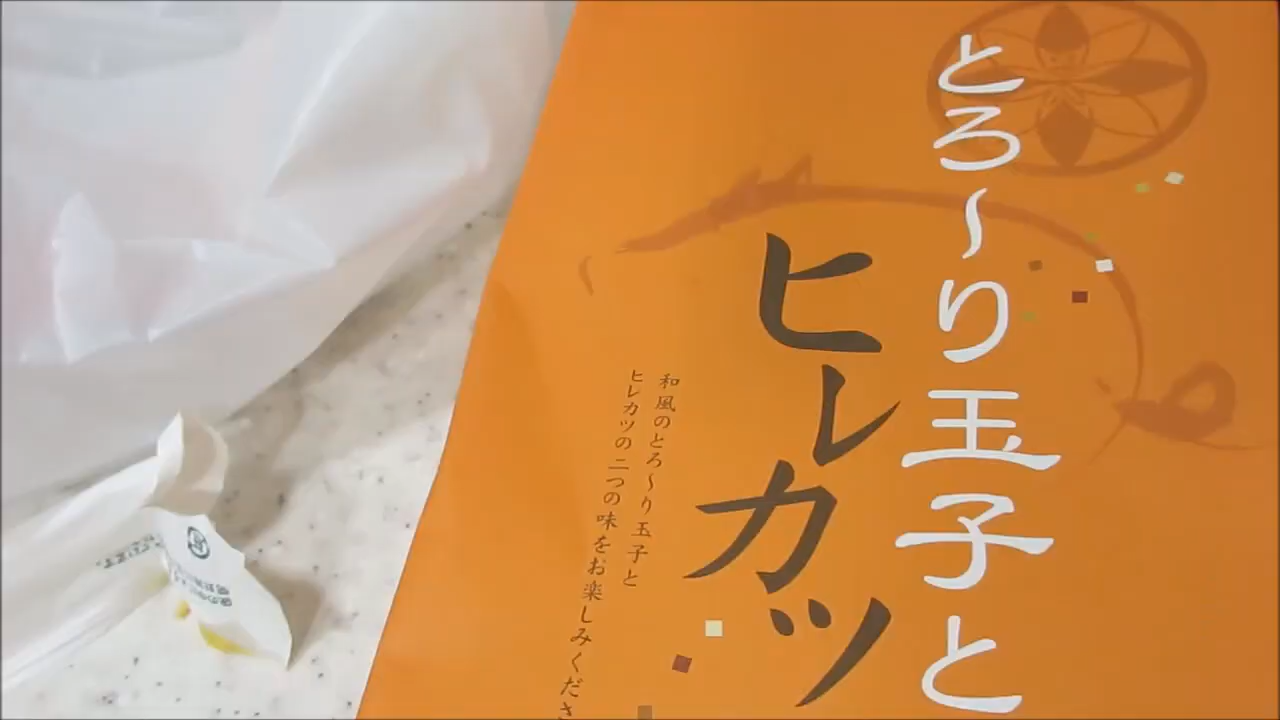 とろ～り玉子と
ヒレカツ
和風のとろ～り玉子と
ヒレカツの二つの味をお楽しみくださ